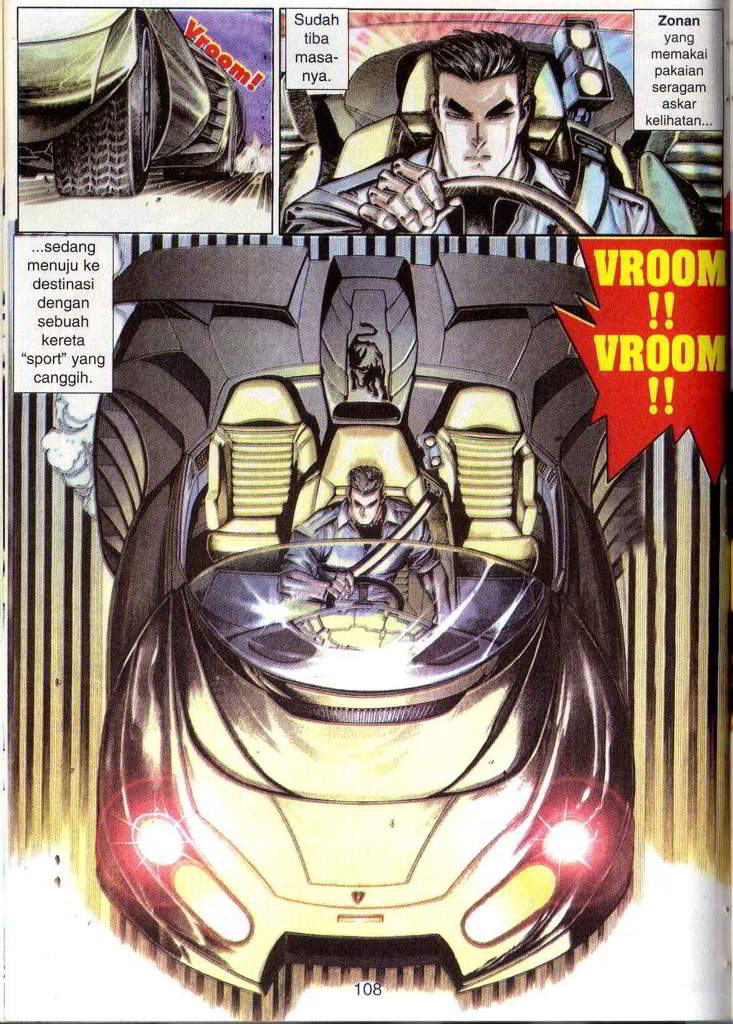 Vroom!
Sudah
tiba
masa-
nya.
Zonan
yang
memakai
pakaian
seragam
askar
kelihatan...
...sedang
menuju ke
destinasi
dengan
sebuah
kereta
“sport” yang
canggih.
VROOM
!!
VROOM
!!
108